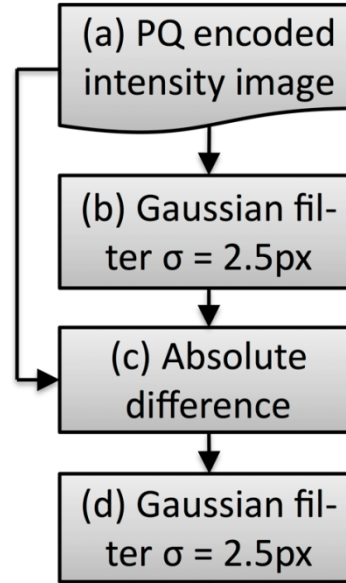 (a) PQ encoded
intensity image
(b) Gaussian fil-
ter σ = 2.5px
(c) Absolute
difference
(d) Gaussian fil-
ter σ = 2.5px